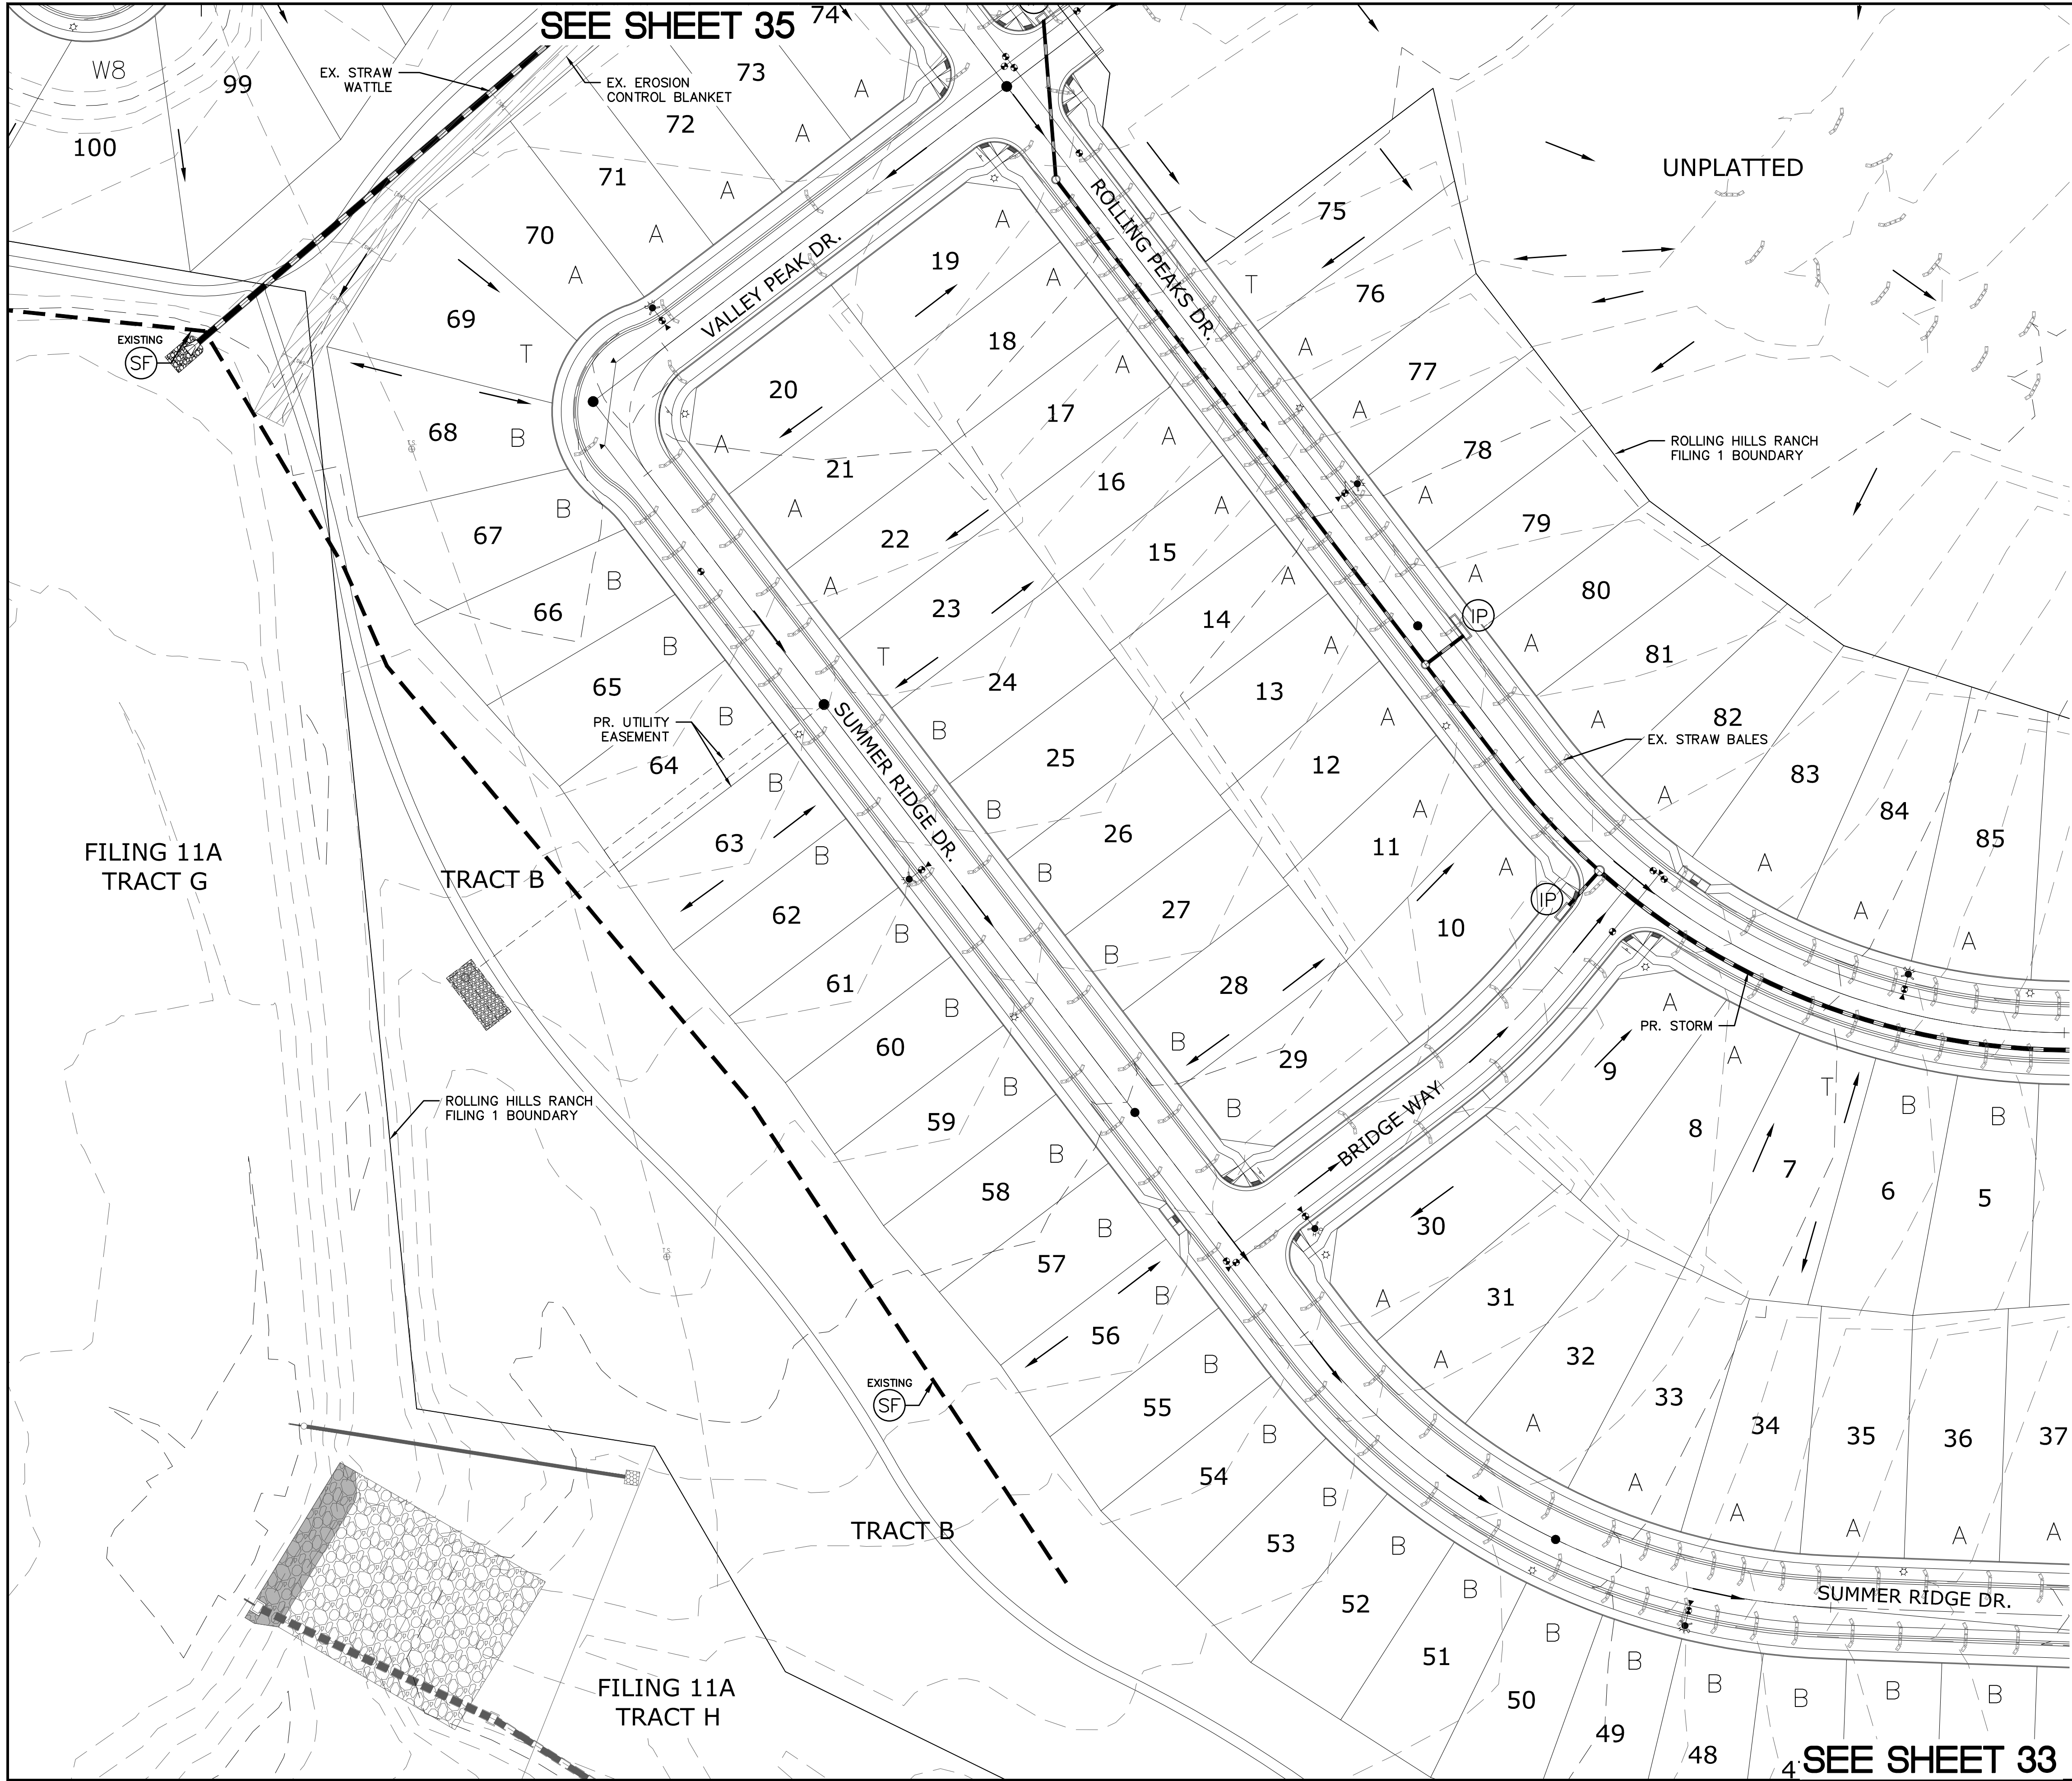 SEE SHEET 35
74
W8
99
EX. STRAW
WATTLE
EX. EROSION
CONTROL BLANKET
73
A
72
A
100
71
A
UNPLATTED
70
A
A
ROLLING PEAKS DR.
75
VALLEY PEAK DR.
19
A
A
T
76
69
T
18
A
A
77
EXISTING
SF
20
17
A
A
68
B
A
21
16
78
ROLLING HILLS RANCH
FILING 1 BOUNDARY
A
67
B
A
22
15
A
79
66
B
A
23
14
A
A
80
IP
65
B
T
24
13
A
A
81
PR. UTILITY
EASEMENT
64
B
SUMMER RIDGE DR.
B
25
12
A
A
82
EX. STRAW BALES
83
63
B
B
26
11
A
A
84
85
FILING 11A
TRACT G
TRACT B
62
B
B
27
10
A
IP
A
A
A
61
B
B
28
60
B
B
29
A
PR. STORM
9
A
T
B
B
ROLLING HILLS RANCH
FILING 1 BOUNDARY
59
B
B
BRIDGE WAY
8
7
6
5
58
B
30
57
B
A
31
56
B
A
32
EXISTING
SF
55
B
A
33
34
35
36
37
54
B
A
A
A
A
A
TRACT B
53
B
52
B
SUMMER RIDGE DR.
51
B
50
B
B
B
B
B
FILING 11A
TRACT H
49
48
4
SEE SHEET 33